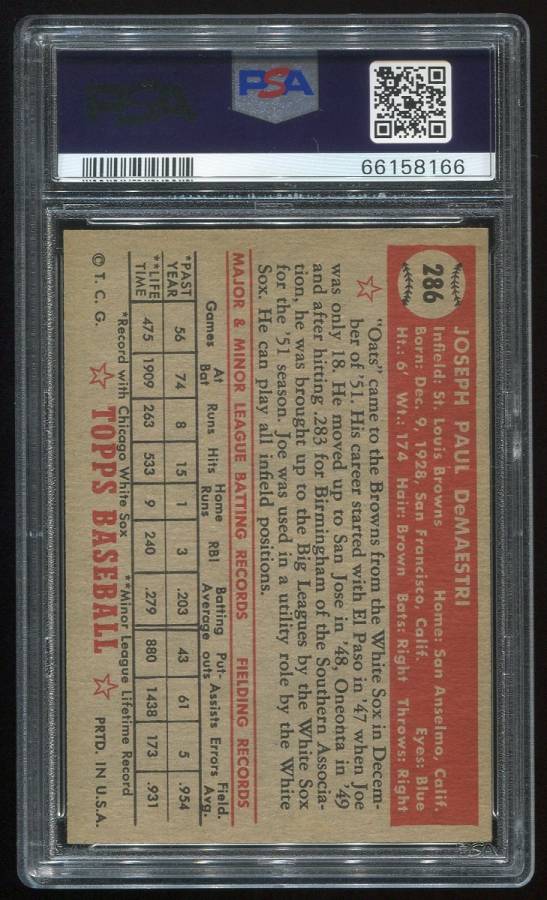 PSA
66158166
286
JOSEPH PAUL DeMAESTRI
Infield: St. Louis Browns Home: San Anselmo, Calif.
Born: Dec. 9, 1928, San Francisco, Calif. Eyes: Blue
Ht.: 6' Wt.: 174 Hair: Brown Bats: Right Throws: Right
"Oats" came to the Browns from the White Sox in Decem-
ber of '51. His career started with El Paso in '47 when Joe
was only 18. He moved up to San Jose in '48, Oneonta in '49
and after hitting .283 for Birmingham of the Southern Associa-
tion, he was brought up to the Big Leagues by the White Sox
for the '51 season. Joe was used in a utility role by the White
Sox. He can play all infield positions.
MAJOR & MINOR LEAGUE BATTING RECORDS FIELDING RECORDS
Games At Bat Runs Hits Home Runs RBI Batting Average Put-outs Assists Errors Field. Avg.
*PAST YEAR 56 74 8 15 1 3 .203 43 61 5 .954
**LIFE TIME 475 1909 263 533 9 240 .279 880 1438 173 .931
*Record with Chicago White Sox **Minor League Lifetime Record
© T. C. G. TOPPS BASEBALL PRTD. IN U.S.A.